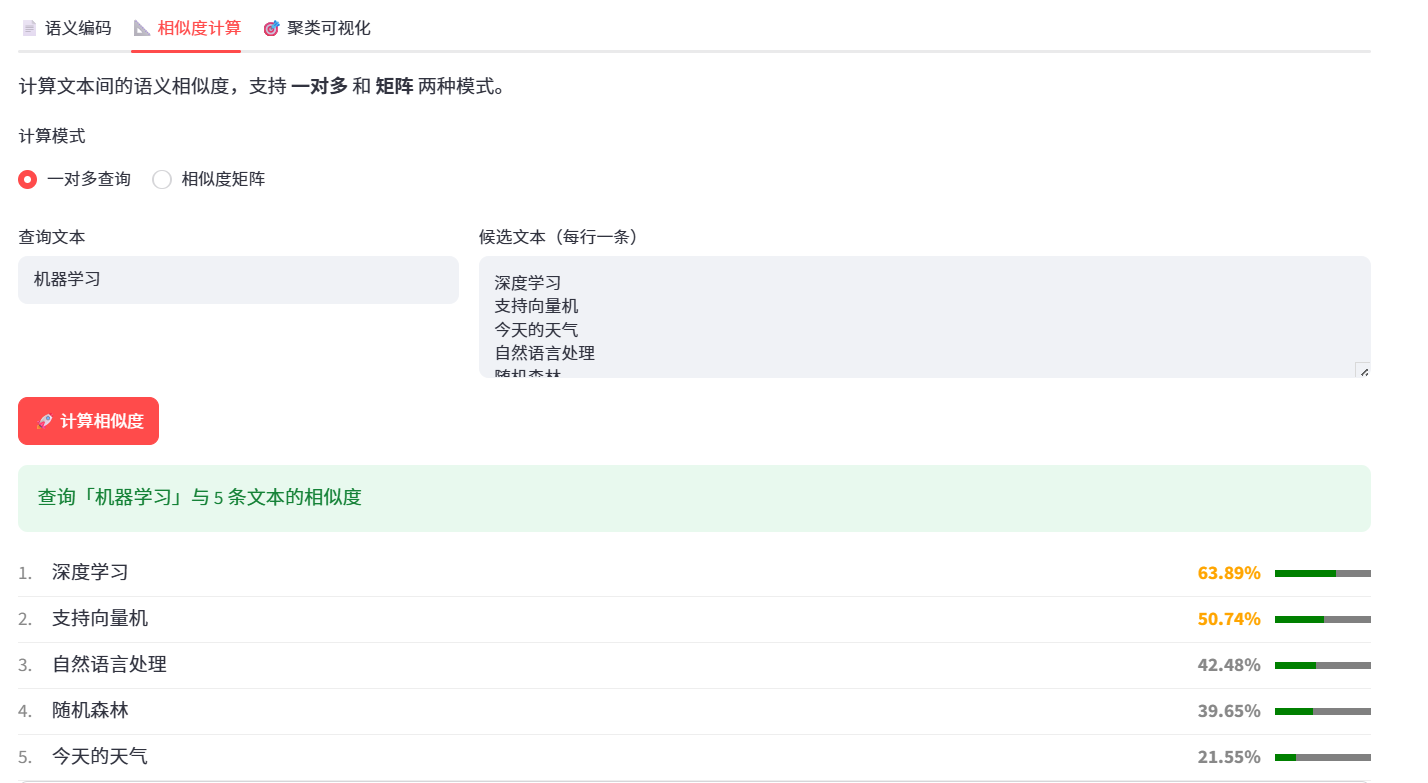 语义编码 相似度计算 聚类可视化
计算文本间的语义相似度，支持 一对多 和 矩阵 两种模式。
计算模式
一对多查询 相似度矩阵
查询文本
机器学习
候选文本（每行一条）
深度学习
支持向量机
今天的天气
自然语言处理
随机森林
计算相似度
查询「机器学习」与 5 条文本的相似度
1. 深度学习 63.89%
2. 支持向量机 50.74%
3. 自然语言处理 42.48%
4. 随机森林 39.65%
5. 今天的天气 21.55%